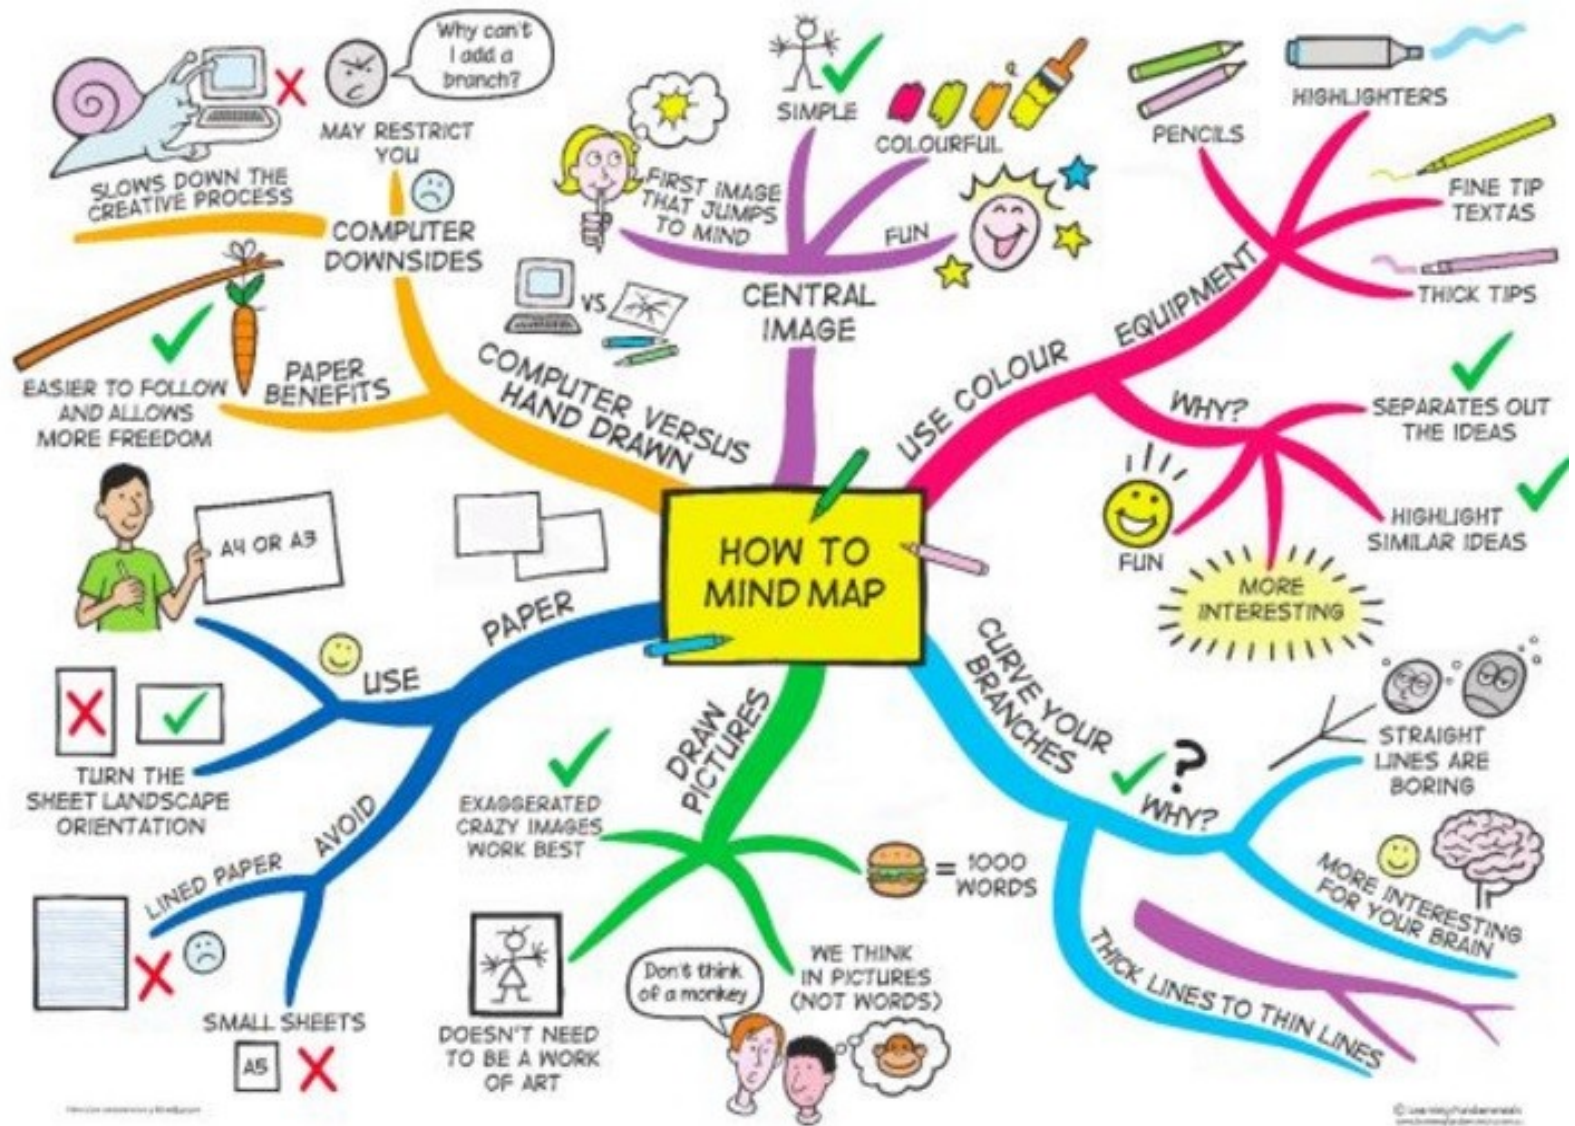 HOW TO
MIND MAP
CENTRAL
IMAGE
FIRST IMAGE
THAT JUMPS
TO MIND
SIMPLE
COLOURFUL
FUN
USE COLOUR
EQUIPMENT
PENCILS
HIGHLIGHTERS
FINE TIP
TEXTAS
THICK TIPS
WHY?
SEPARATES OUT
THE IDEAS
HIGHLIGHT
SIMILAR IDEAS
MORE
INTERESTING
FUN
CURVE YOUR
BRANCHES
?
WHY?
STRAIGHT
LINES ARE
BORING
MORE INTERESTING
FOR YOUR BRAIN
THICK LINES TO THIN LINES
DRAW
PICTURES
= 1000
WORDS
WE THINK
IN PICTURES
(NOT WORDS)
Don't think
of a monkey
DOESN'T NEED
TO BE A WORK
OF ART
EXAGGERATED
CRAZY IMAGES
WORK BEST
PAPER
USE
A4 OR A3
TURN THE
SHEET LANDSCAPE
ORIENTATION
AVOID
LINED PAPER
SMALL SHEETS
A5
COMPUTER VERSUS
HAND DRAWN
VS
PAPER
BENEFITS
EASIER TO FOLLOW
AND ALLOWS
MORE FREEDOM
COMPUTER
DOWNSIDES
SLOWS DOWN THE
CREATIVE PROCESS
MAY RESTRICT
YOU
Why can't
I add a
branch?